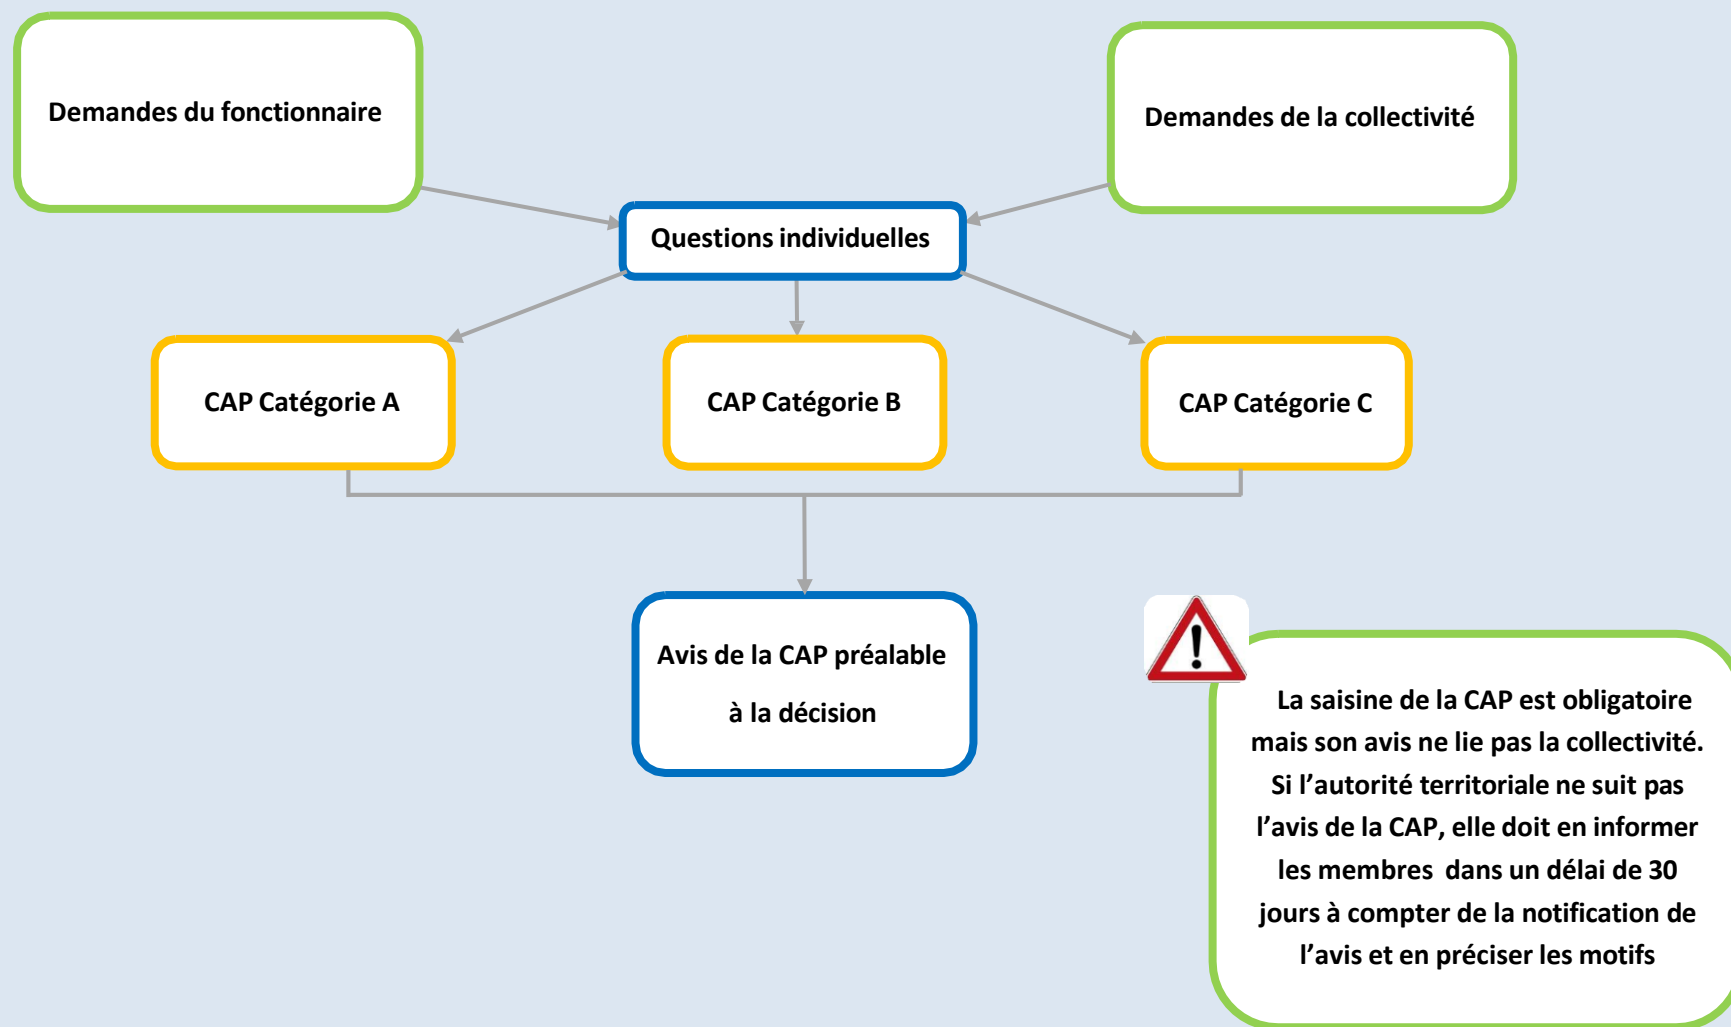 Demandes du fonctionnaire
Demandes de la collectivité
Questions individuelles
CAP Catégorie A
CAP Catégorie B
CAP Catégorie C
Avis de la CAP préalable
à la décision
La saisine de la CAP est obligatoire
mais son avis ne lie pas la collectivité.
Si l’autorité territoriale ne suit pas
l’avis de la CAP, elle doit en informer
les membres dans un délai de 30
jours à compter de la notification de
l’avis et en préciser les motifs